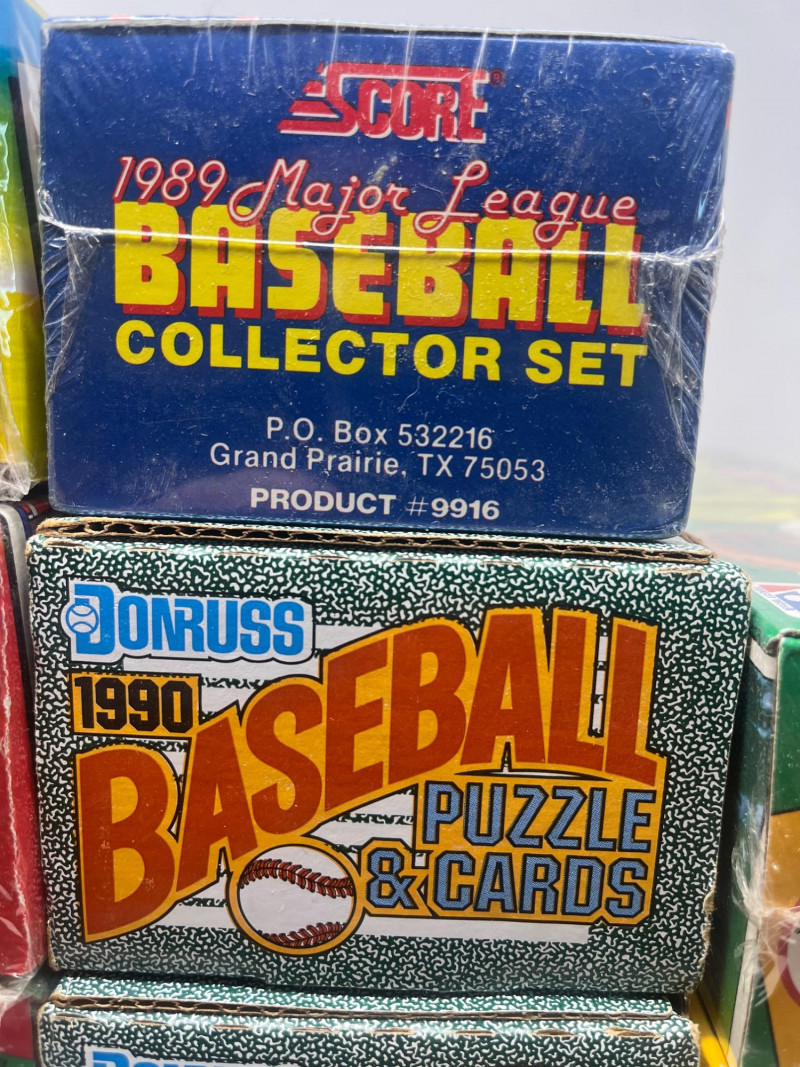 SCORE®
1989 Major League
BASEBALL
COLLECTOR SET
P.O. Box 532216
Grand Prairie, TX 75053
PRODUCT #9916
DONRUSS
1990
BASEBALL
PUZZLE
& CARDS